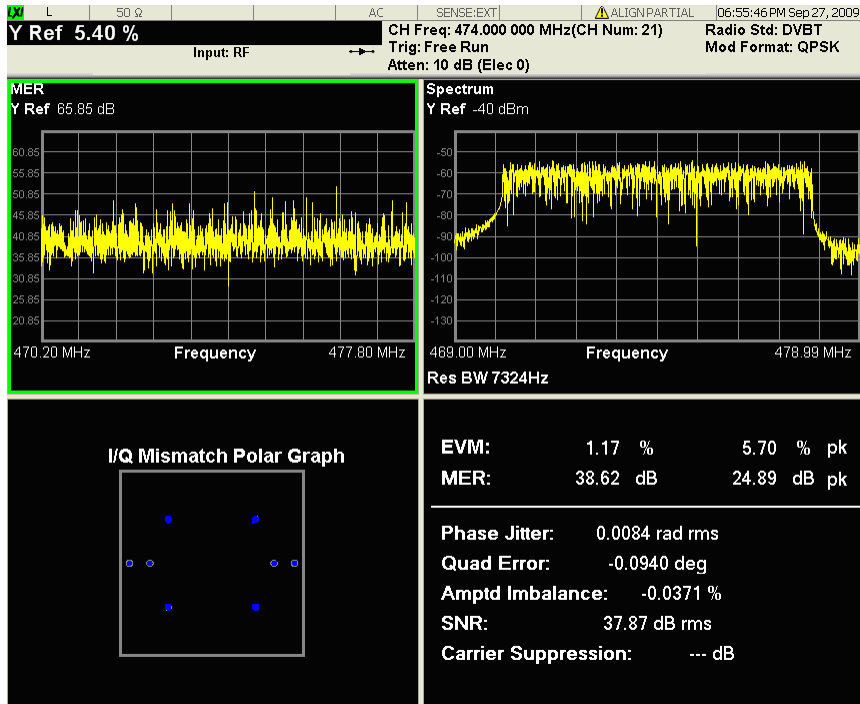 LXI L 50 Ω AC SENSE:EXT ALIGN PARTIAL 06:55:46 PM Sep 27, 2009
Y Ref 5.40 %
Input: RF
CH Freq: 474.000 000 MHz(CH Num: 21)
Trig: Free Run
Atten: 10 dB (Elec 0)
Radio Std: DVBT
Mod Format: QPSK
MER
Y Ref 65.85 dB
60.85
55.85
50.85
45.85
40.85
35.85
30.85
25.85
20.85
470.20 MHz Frequency 477.80 MHz
Spectrum
Y Ref -40 dBm
-50
-60
-70
-80
-90
-100
-110
-120
-130
469.00 MHz Frequency 478.99 MHz
Res BW 7324Hz
I/Q Mismatch Polar Graph
EVM: 1.17 % 5.70 % pk
MER: 38.62 dB 24.89 dB pk
Phase Jitter: 0.0084 rad rms
Quad Error: -0.0940 deg
Amptd Imbalance: -0.0371 %
SNR: 37.87 dB rms
Carrier Suppression: --- dB